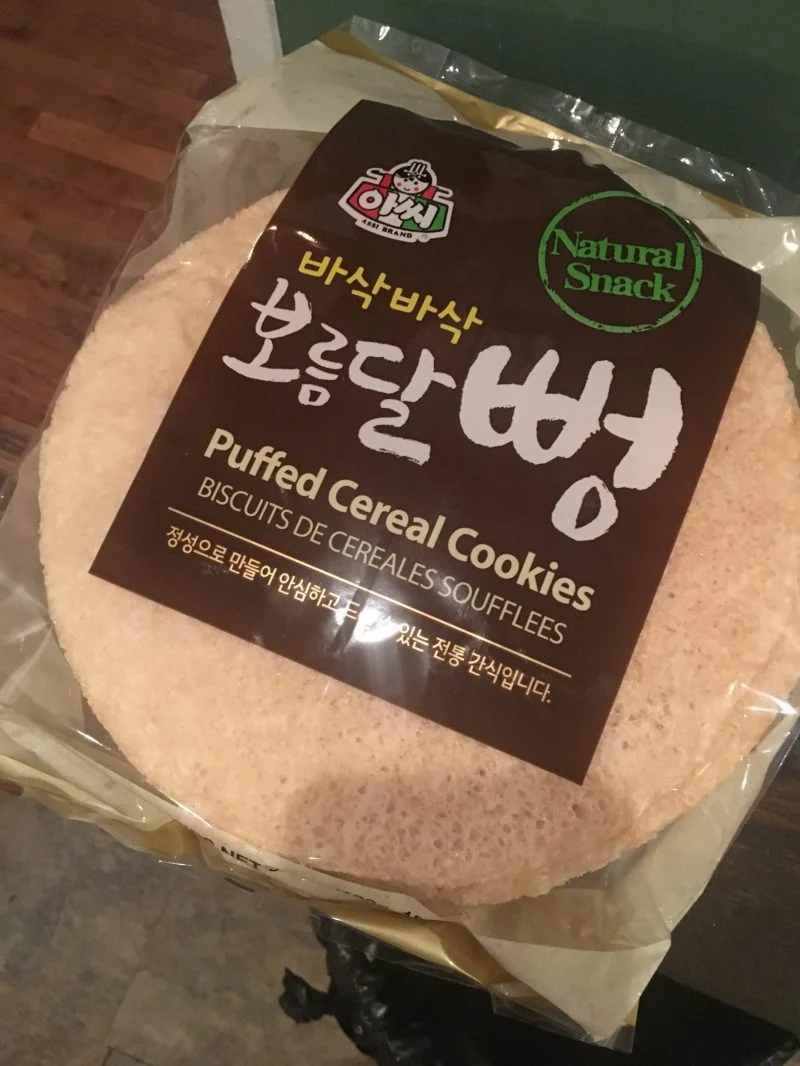 아씨
ASSI BRAND
Natural
Snack
바삭바삭
보름달뻥
Puffed Cereal Cookies
BISCUITS DE CEREALES SOUFFLEES
정성으로 만들어 안심하고 있는 전통 간식입니다.
NET